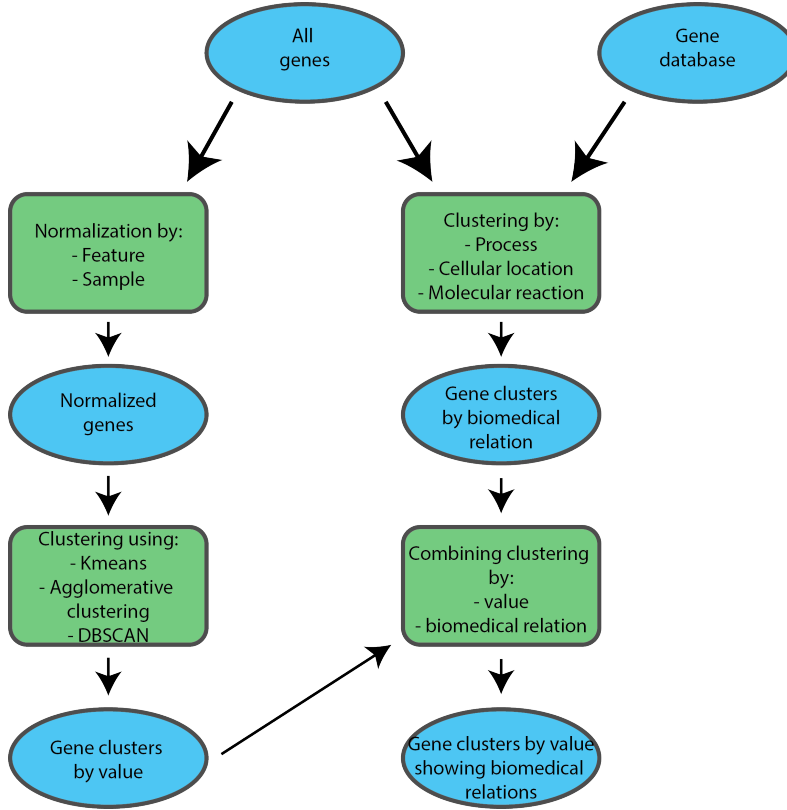 All
genes
Gene
database
Normalization by:
- Feature
- Sample
Clustering by:
- Process
- Cellular location
- Molecular reaction
Normalized
genes
Gene clusters
by biomedical
relation
Clustering using:
- Kmeans
- Agglomerative
clustering
- DBSCAN
Combining clustering
by:
- value
- biomedical relation
Gene clusters
by value
Gene clusters by value
showing biomedical
relations